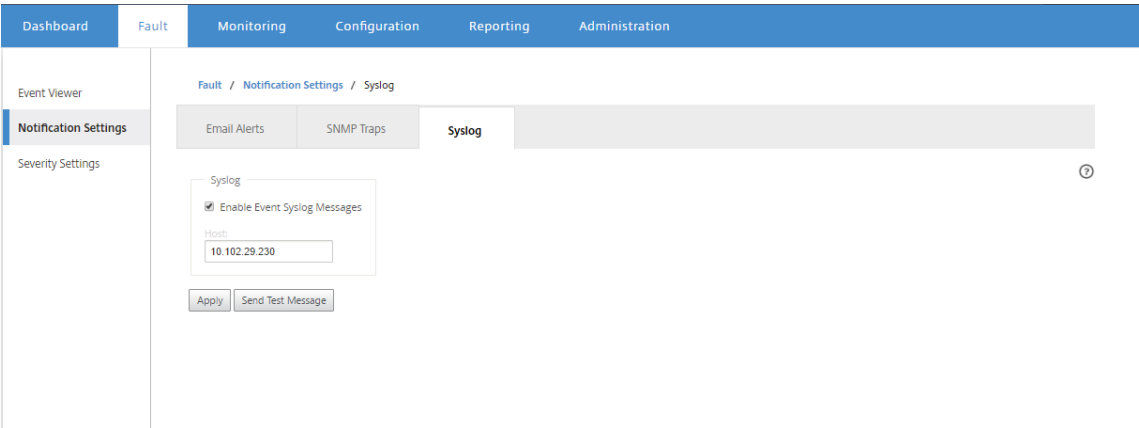 Dashboard Fault Monitoring Configuration Reporting Administration
Event Viewer
Notification Settings
Severity Settings
Fault / Notification Settings / Syslog
Email Alerts SNMP Traps Syslog
?
Syslog
Enable Event Syslog Messages
Host:
10.102.29.230
Apply Send Test Message